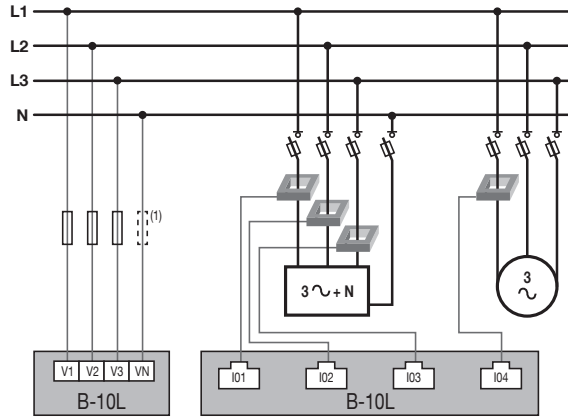 L1
L2
L3
N
(1)
3 ∿ + N
3
∿
V1 V2 V3 VN
B-10L
I01 I02 I03 I04
B-10L